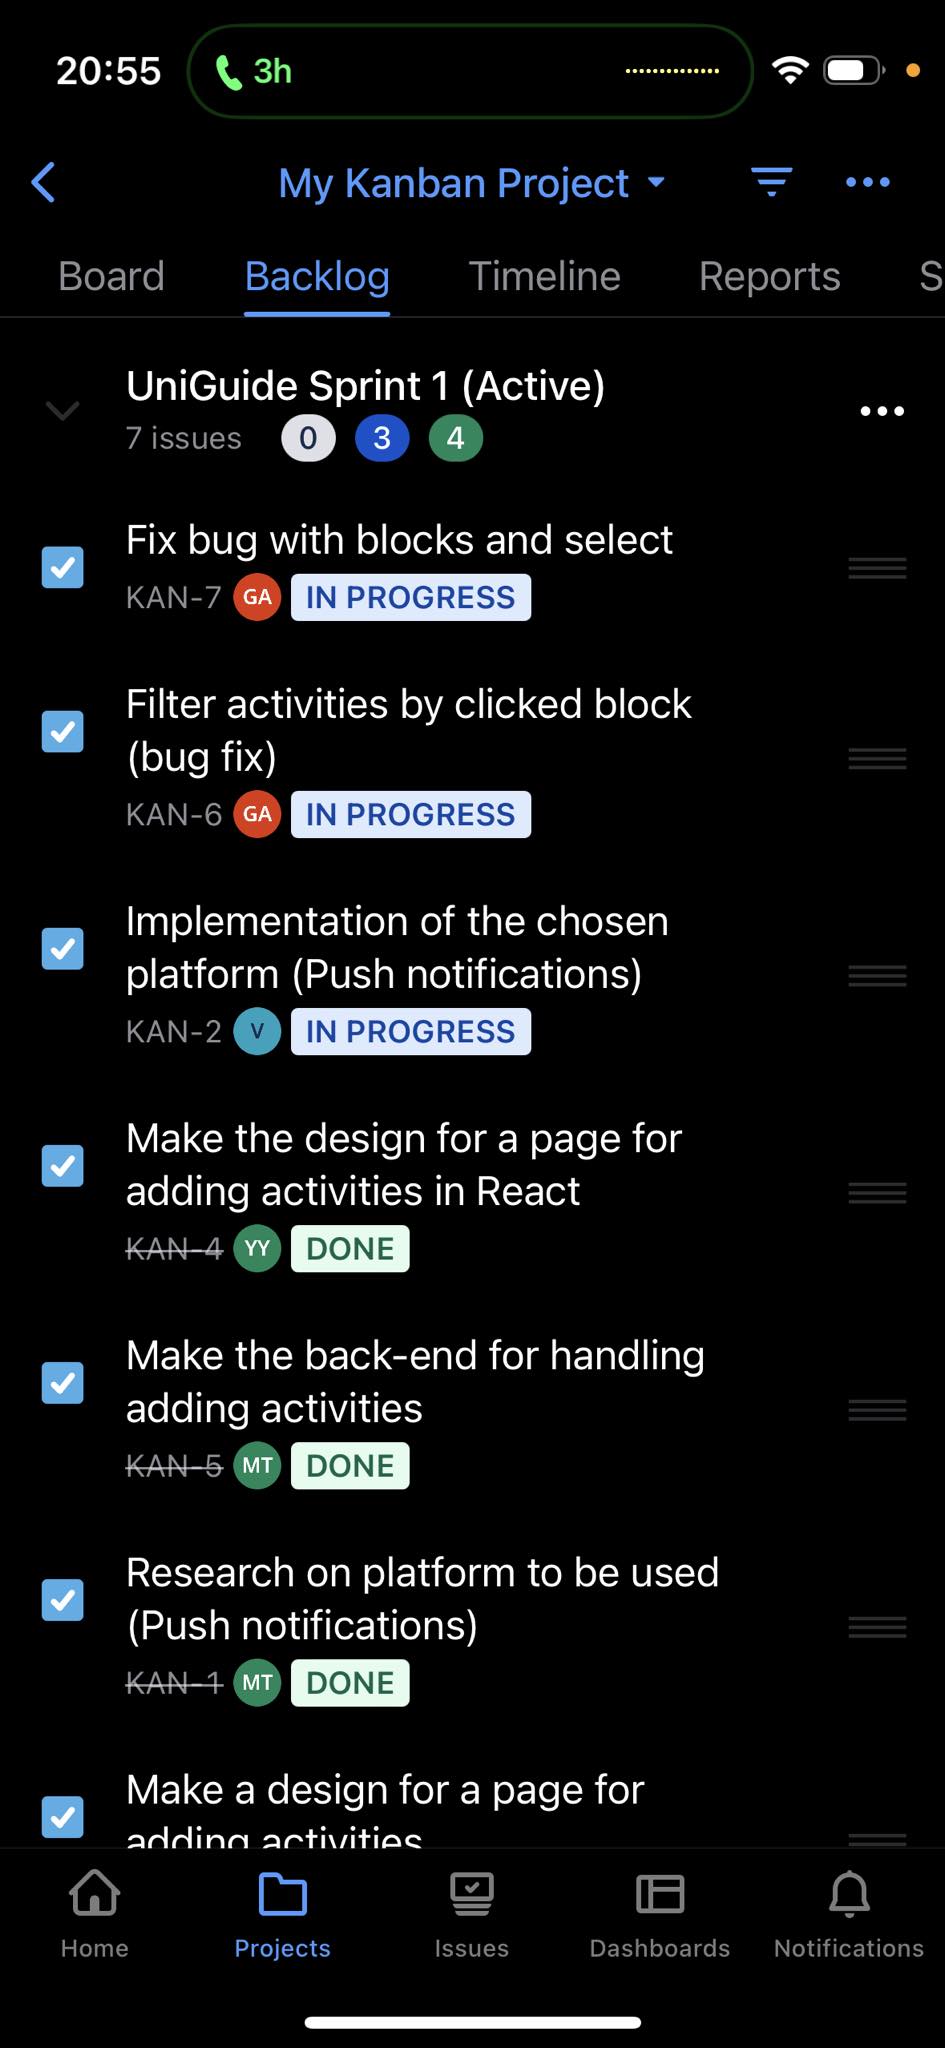 20:55
3h
My Kanban Project
Board
Backlog
Timeline
Reports
S
UniGuide Sprint 1 (Active)
7 issues
0
3
4
Fix bug with blocks and select
KAN-7 GA IN PROGRESS
Filter activities by clicked block
(bug fix)
KAN-6 GA IN PROGRESS
Implementation of the chosen
platform (Push notifications)
KAN-2 V IN PROGRESS
Make the design for a page for
adding activities in React
KAN-4 YY DONE
Make the back-end for handling
adding activities
KAN-5 MT DONE
Research on platform to be used
(Push notifications)
KAN-1 MT DONE
Make a design for a page for
adding activities
Home
Projects
Issues
Dashboards
Notifications